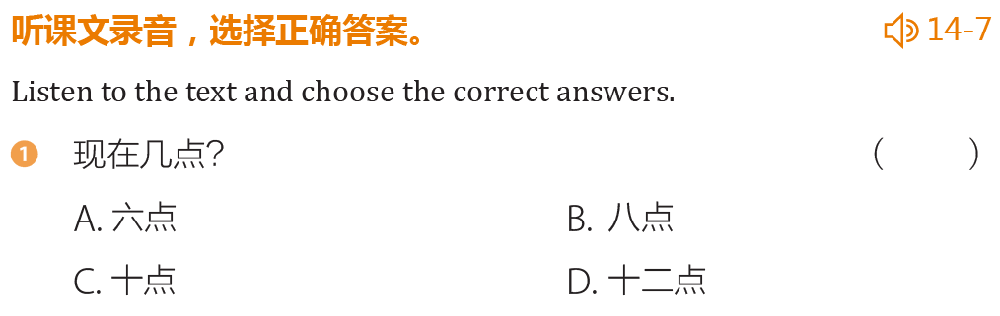 听课文录音，选择正确答案。 14-7
Listen to the text and choose the correct answers.
1 现在几点？ （ ）
A. 六点 B. 八点
C. 十点 D. 十二点